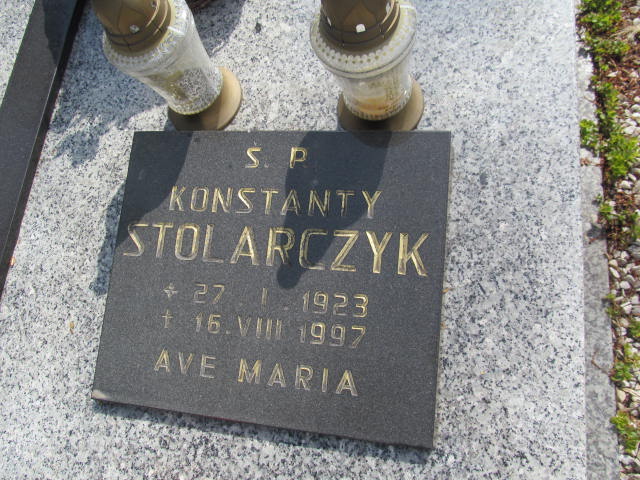 Ś. P.
KONSTANTY
STOLARCZYK
* 27. I. 1923
† 16. VIII 1997
AVE MARIA